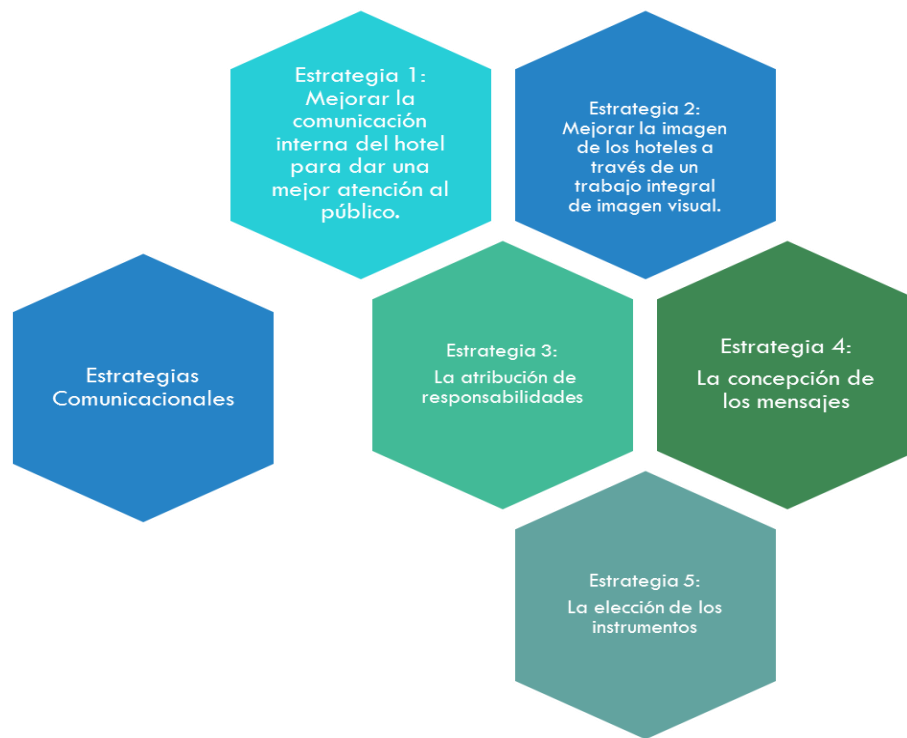 Estrategia 1:
Mejorar la
comunicación
interna del hotel
para dar una
mejor atención al
público.
Estrategia 2:
Mejorar la imagen
de los hoteles a
través de un
trabajo integral
de imagen visual.
Estrategias
Comunicacionales
Estrategia 3:
La atribución de
responsabilidades
Estrategia 4:
La concepción de
los mensajes
Estrategia 5:
La elección de los
instrumentos